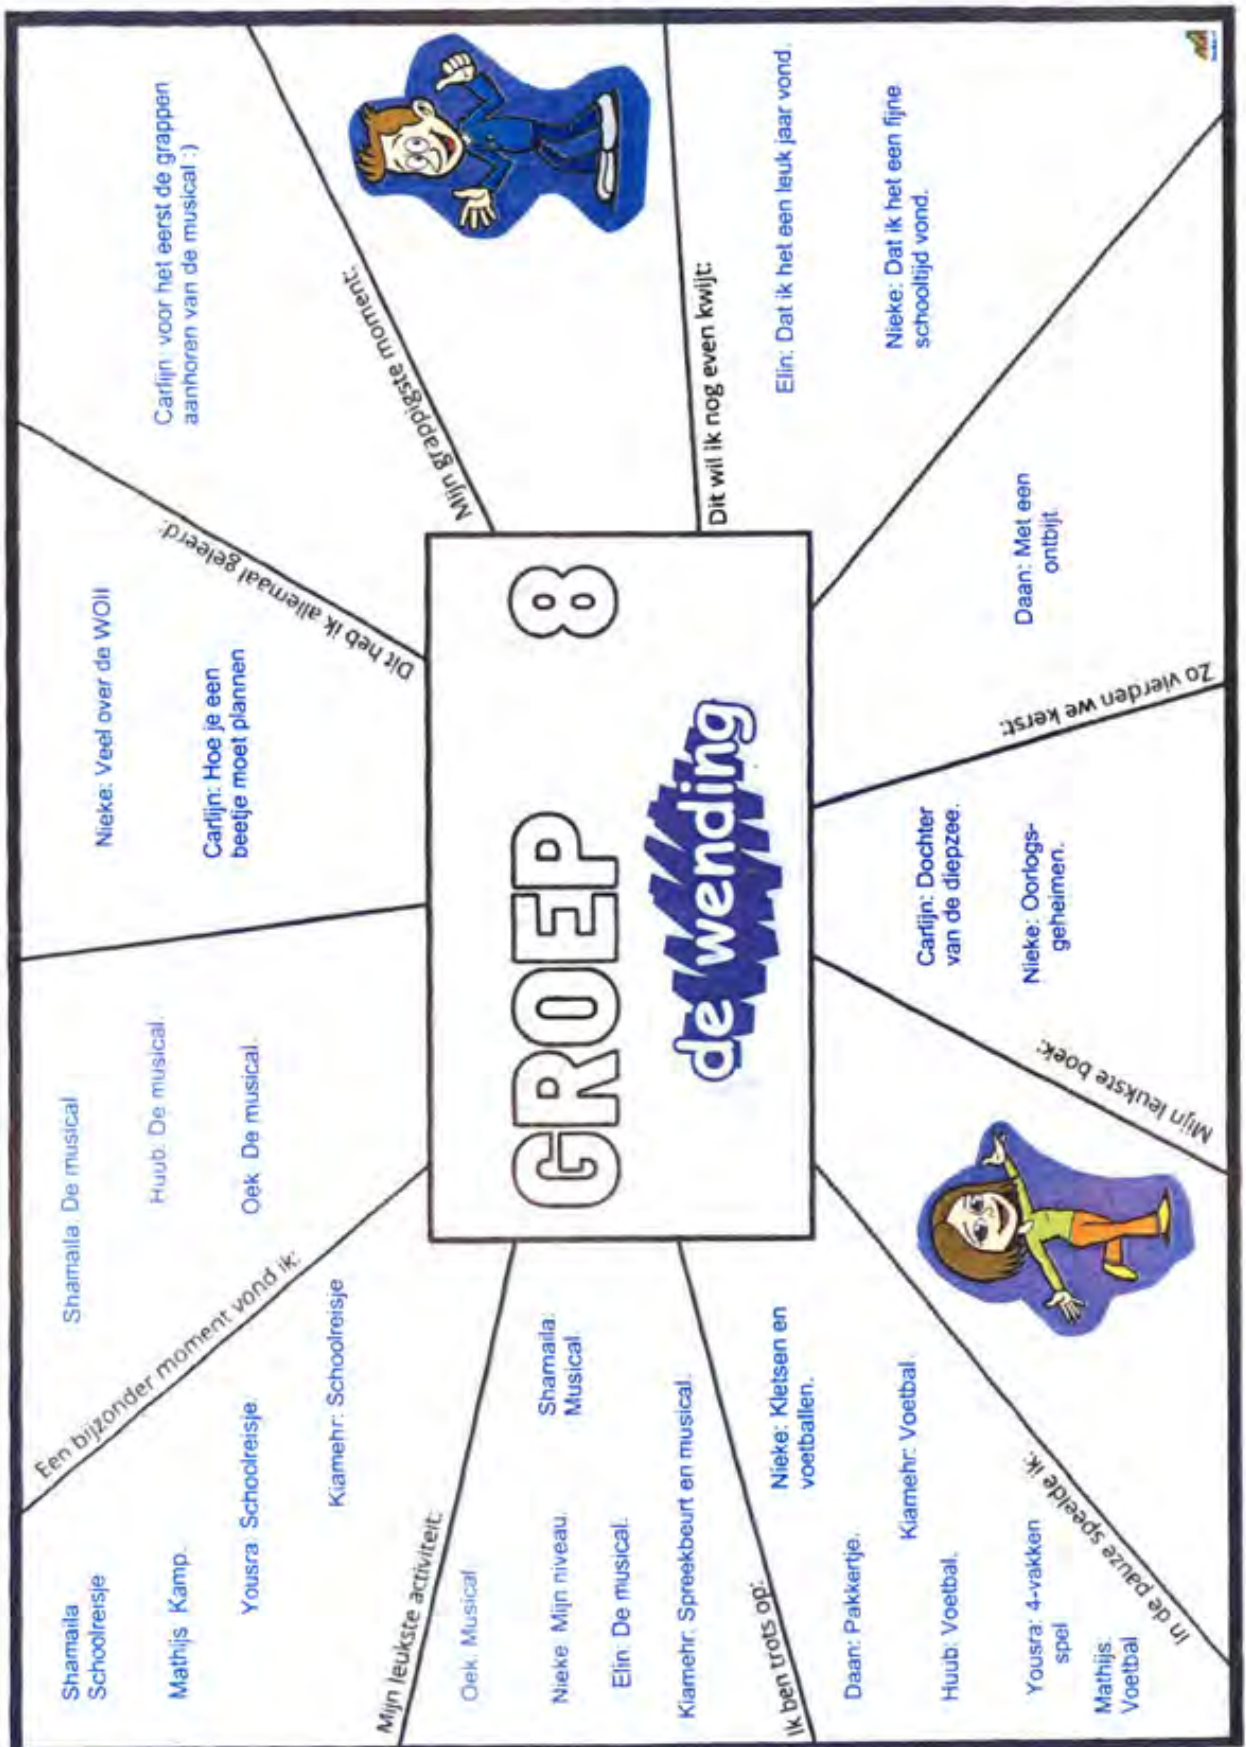 Mijn leukste activiteit:
Shamaila
Schoolreisje
Mathijs Kamp.
Yousra: Schoolreisje
Kiamehr: Schoolreisje
Een bijzonder moment vond ik:
Shamaila: De musical
Huub: De musical.
Oek: De musical.
Dit heb ik allemaal geleerd:
Nieke: Veel over de WOII
Carlijn: Hoe je een
beetje moet plannen
Mijn grappigste moment:
Carlijn: voor het eerst de grappen
aanhoren van de musical :)
Ik ben trots op:
Oek: Musical
Nieke: Mijn niveau.
Shamaila:
Musical.
Elin: De musical.
Kiamehr: Spreekbeurt en musical.
GROEP 8
de wending
Dit wil ik nog even kwijt:
Elin: Dat ik het een leuk jaar vond.
Nieke: Dat ik het een fijne
schooltijd vond.
In de pauze speelde ik:
Nieke: Kletsen en
voetballen.
Daan: Pakkertje.
Kiamehr: Voetbal
Huub: Voetbal.
Yousra: 4-vakken
spel
Mathijs:
Voetbal
Mijn leukste boek:
Carlijn: Dochter
van de diepzee.
Nieke: Oorlogs-
geheimen.
Zo vierden we kerst:
Daan: Met een
ontbijt.